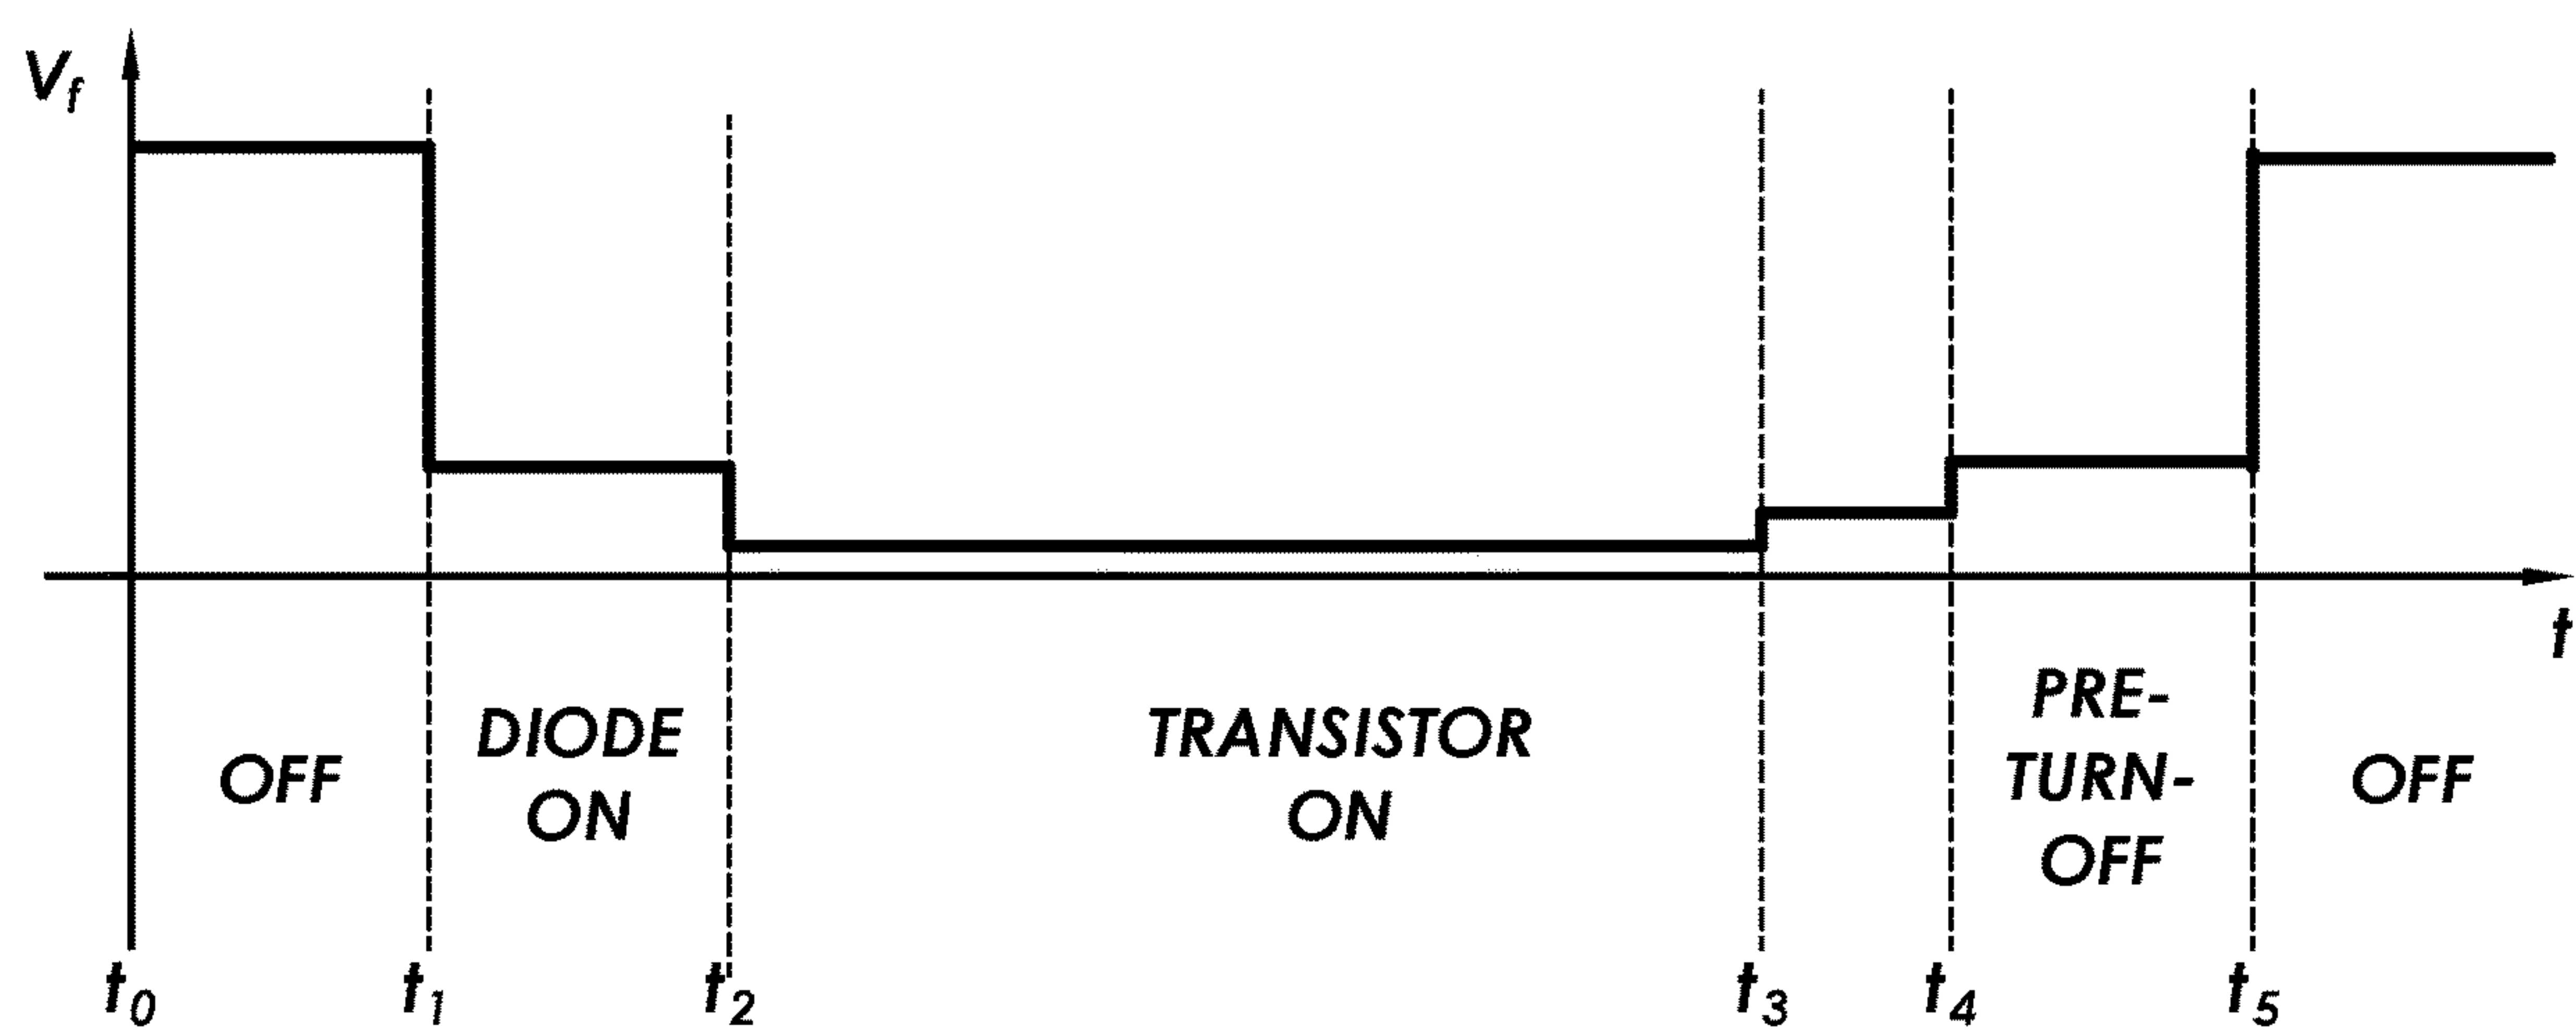 Vf
t
OFF
DIODE
ON
TRANSISTOR
ON
PRE-
TURN-
OFF
OFF
t0
t1
t2
t3
t4
t5